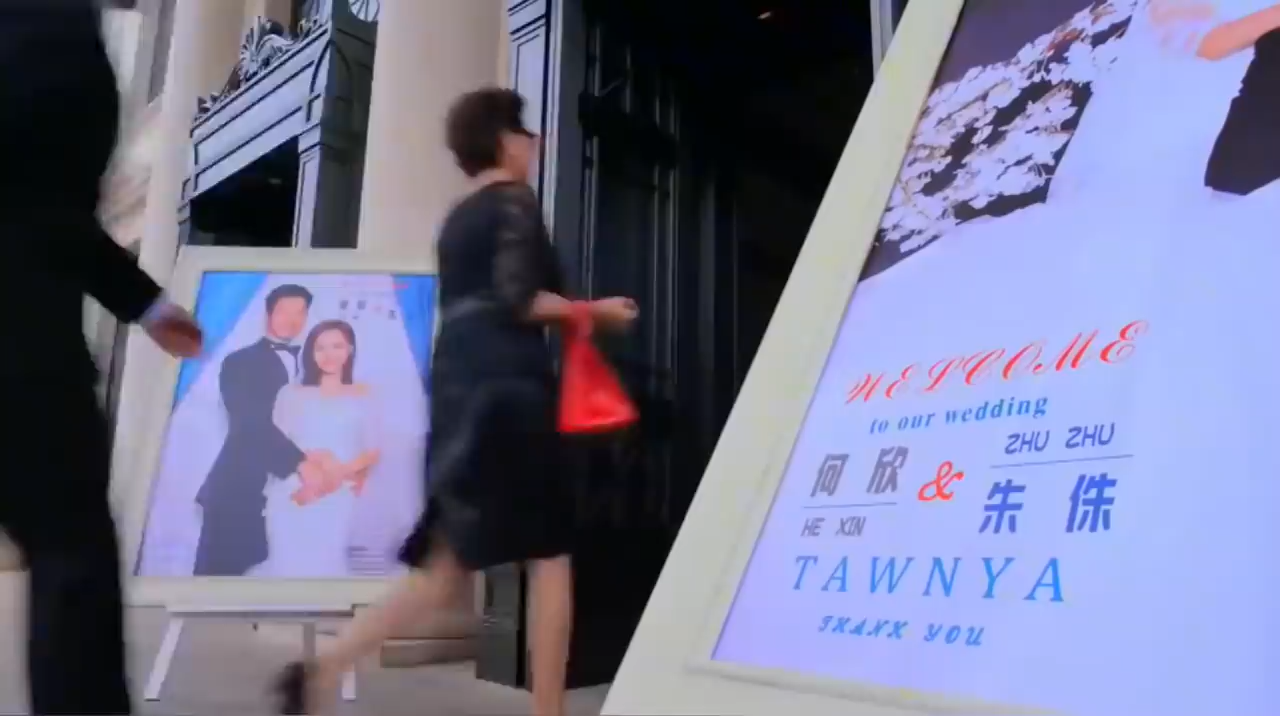 WELCOME
to our wedding
何欣 & ZHU ZHU
HE XIN 朱侏
TAWNYA
THANK YOU